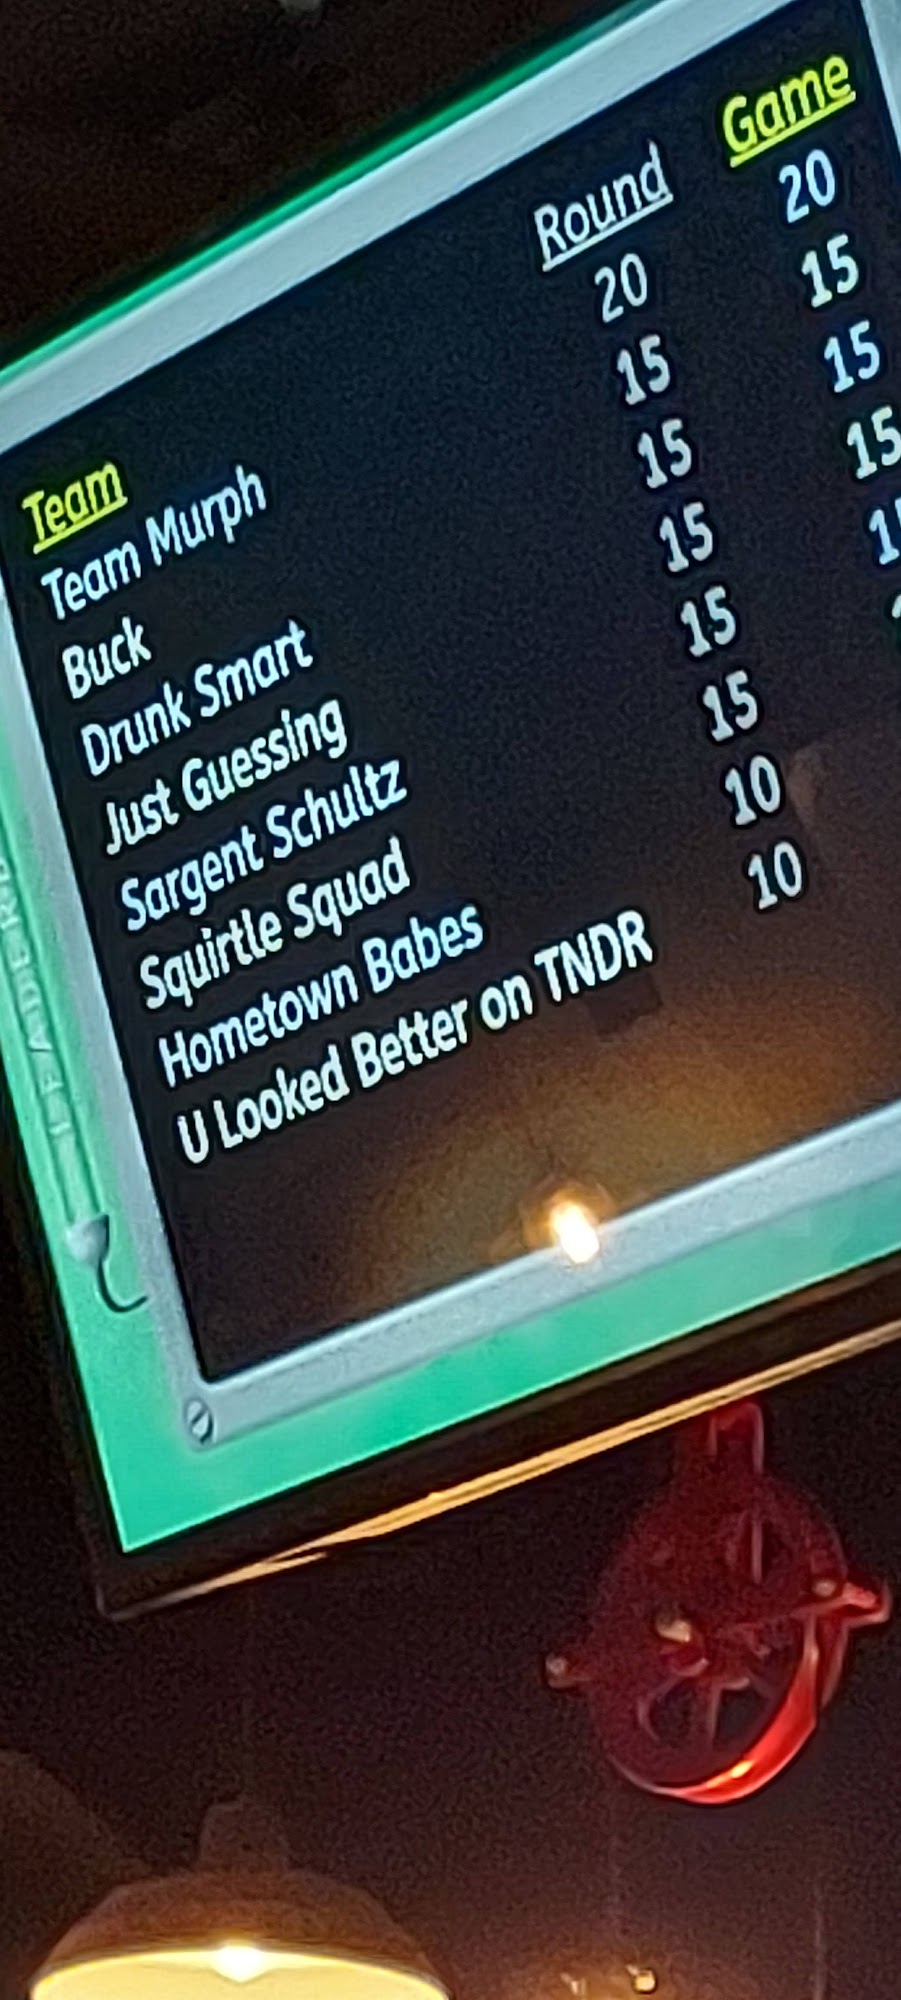 Team Round Game
Team Murph 20 20
Buck 15 15
Drunk Smart 15 15
Just Guessing 15 15
Sargent Schultz 15
Squirtle Squad 15
Hometown Babes 10
U Looked Better on TNDR 10